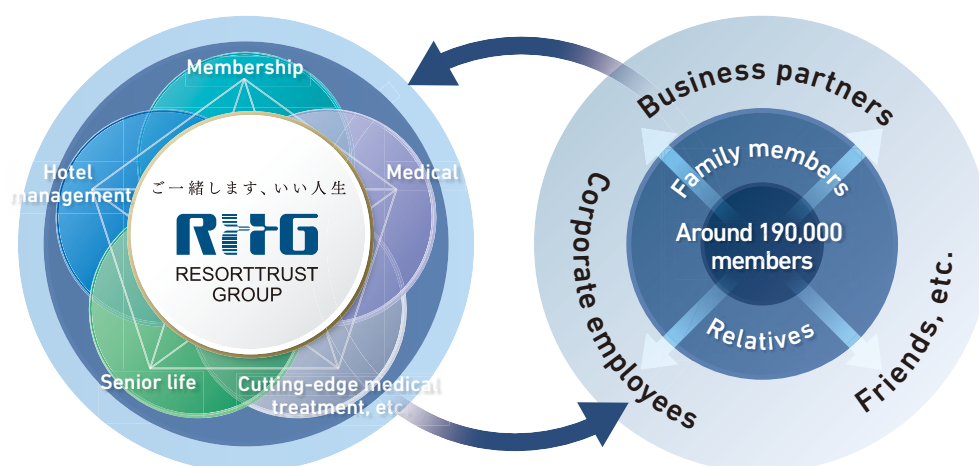 Membership
Hotel
management
Medical
ご一緒します、いい人生
RTTG
RESORTTRUST
GROUP
Senior life
Cutting-edge medical
treatment, etc
Business partners
Family members
Corporate employees
Around 190,000
members
Relatives
Friends, etc.